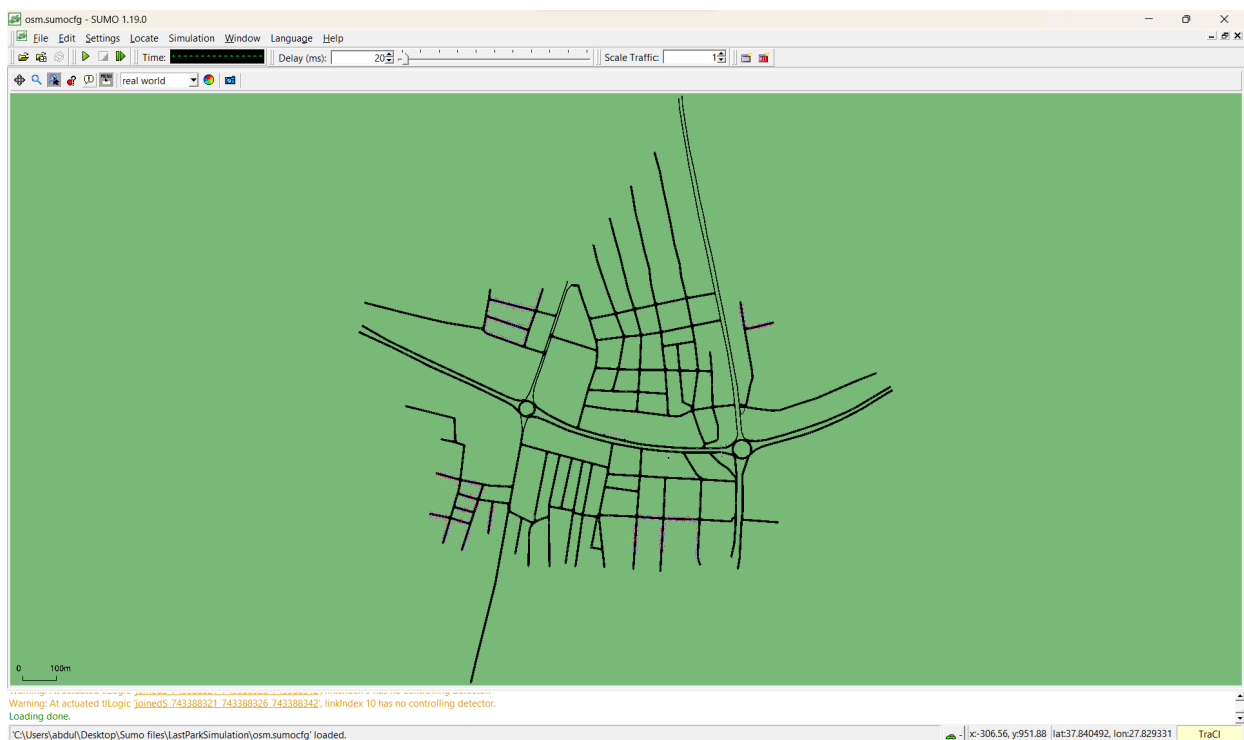 osm.sumocfg - SUMO 1.19.0
File Edit Settings Locate Simulation Window Language Help
Time: Delay (ms): 20 Scale Traffic: 1
real world
0 100m
Warning: At actuated tlLogic 'joinedS_743388321_743388326_743388342', linkIndex 10 has no controlling detector.
Loading done.
'C:\Users\abdul\Desktop\Sumo files\LastParkSimulation\osm.sumocfg' loaded. x:-306.56, y:951.88 lat:37.840492, lon:27.829331 TraCI